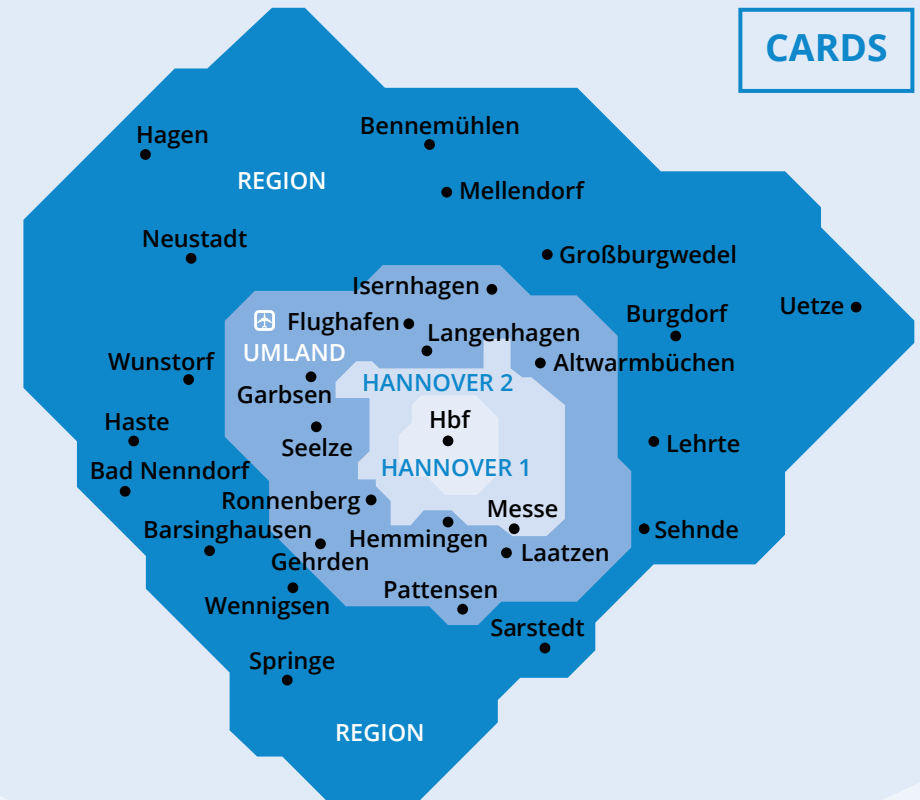 CARDS
Bennemühlen
Hagen
REGION
Mellendorf
Neustadt
Großburgwedel
Isernhagen
Uetze
Burgdorf
Flughafen
Langenhagen
UMLAND
Wunstorf
Altwarmbüchen
HANNOVER 2
Garbsen
Haste
Hbf
Seelze
Lehrte
HANNOVER 1
Bad Nenndorf
Ronnenberg
Messe
Barsinghausen
Sehnde
Hemmingen
Laatzen
Gehrden
Pattensen
Wennigsen
Sarstedt
Springe
REGION